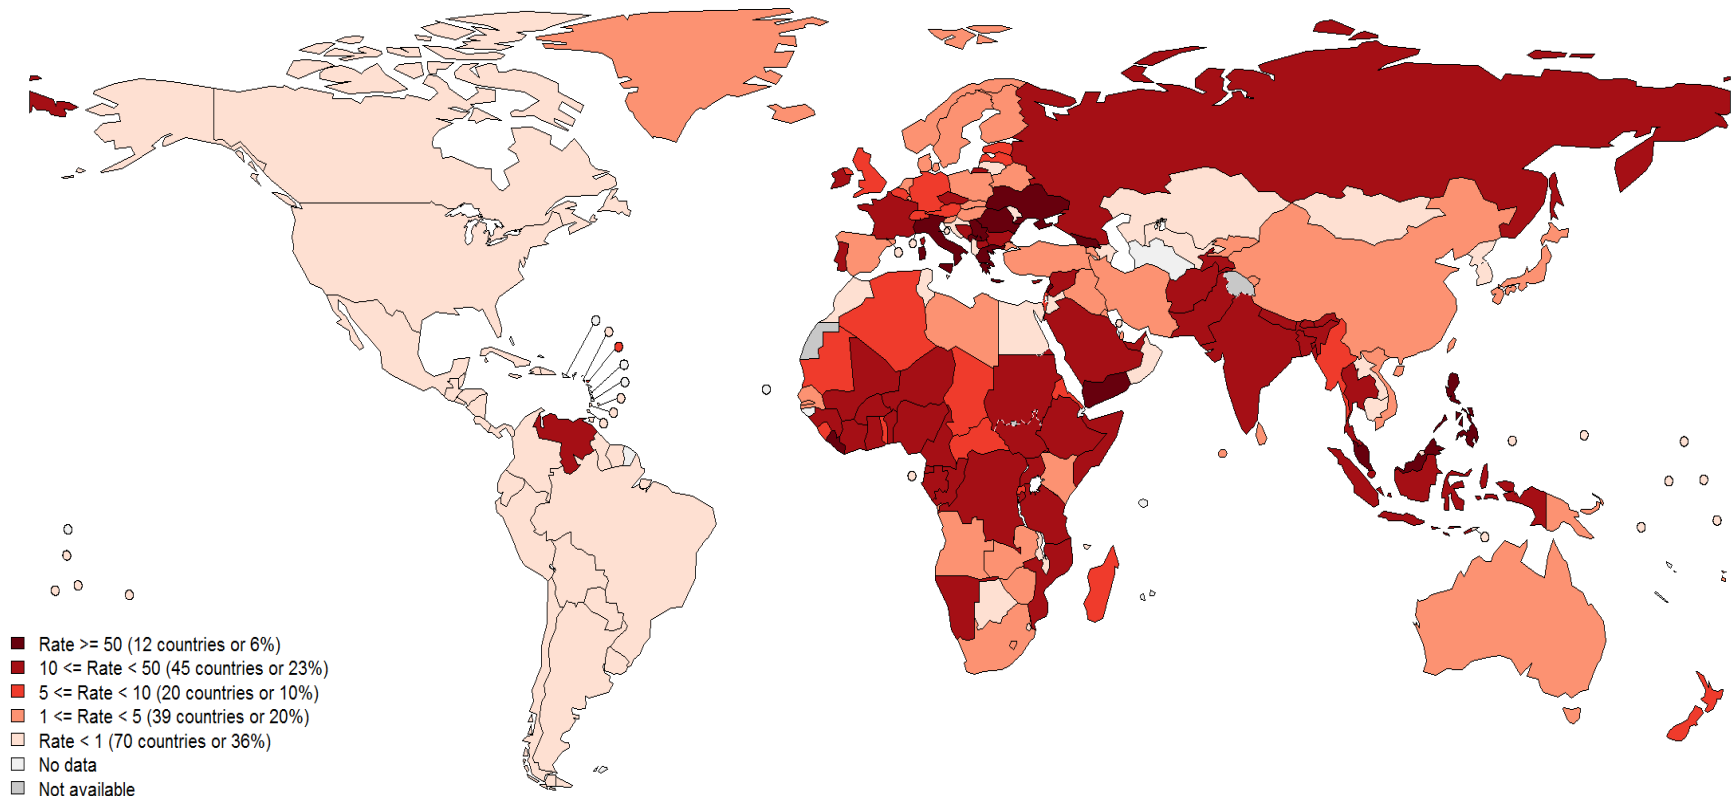 Rate >= 50 (12 countries or 6%)
10 <= Rate < 50 (45 countries or 23%)
5 <= Rate < 10 (20 countries or 10%)
1 <= Rate < 5 (39 countries or 20%)
Rate < 1 (70 countries or 36%)
No data
Not available